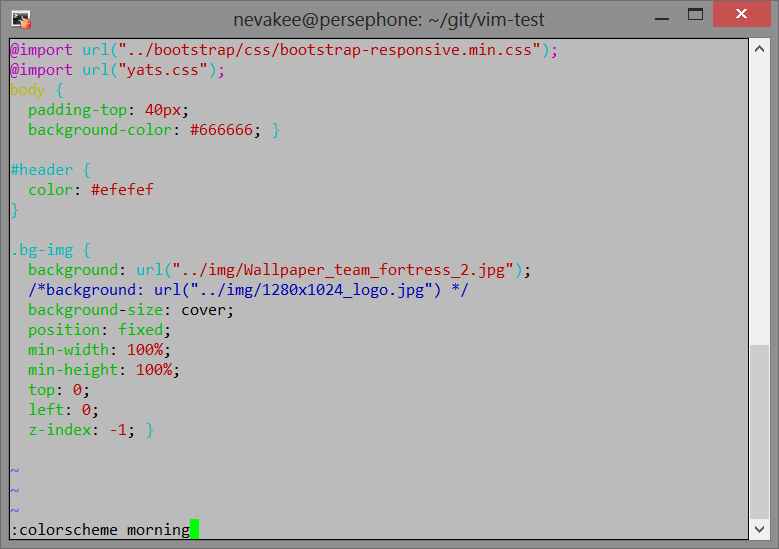 nevakee@persephone: ~/git/vim-test
@import url("../bootstrap/css/bootstrap-responsive.min.css");
@import url("yats.css");
body {
  padding-top: 40px;
  background-color: #666666; }

#header {
  color: #efefef
}

.bg-img {
  background: url("../img/Wallpaper_team_fortress_2.jpg");
  /*background: url("../img/1280x1024_logo.jpg") */
  background-size: cover;
  position: fixed;
  min-width: 100%;
  min-height: 100%;
  top: 0;
  left: 0;
  z-index: -1; }

~
~
~
:colorscheme morning